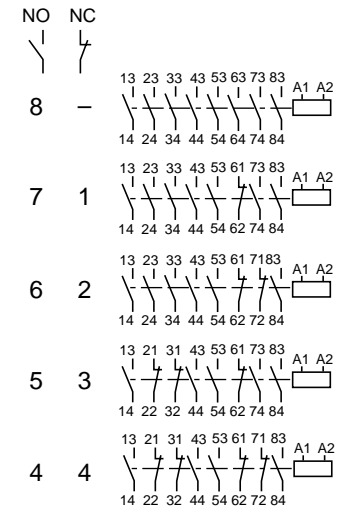 NO NC
13 23 33 43 53 63 73 83 A1 A2
8 –
14 24 34 44 54 64 74 84
13 23 33 43 53 61 73 83 A1 A2
7 1
14 24 34 44 54 62 74 84
13 23 33 43 53 61 71 83 A1 A2
6 2
14 24 34 44 54 62 72 84
13 21 31 43 53 61 73 83 A1 A2
5 3
14 22 32 44 54 62 74 84
13 21 31 43 53 61 71 83 A1 A2
4 4
14 22 32 44 54 62 72 84